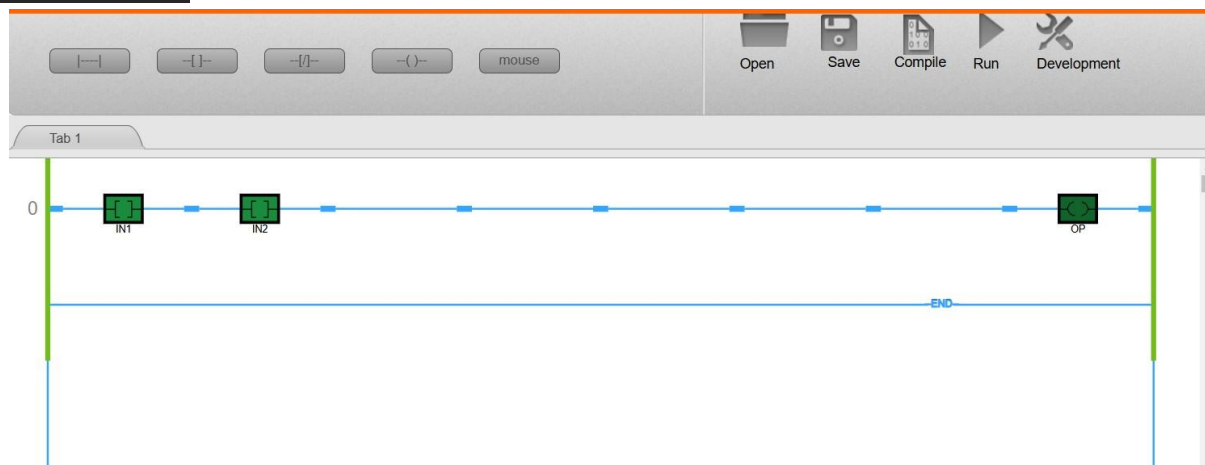 |----| --[ ]-- --[/]-- --( )-- mouse Open Save Compile Run Development
Tab 1
0
IN1 IN2 OP
-END-